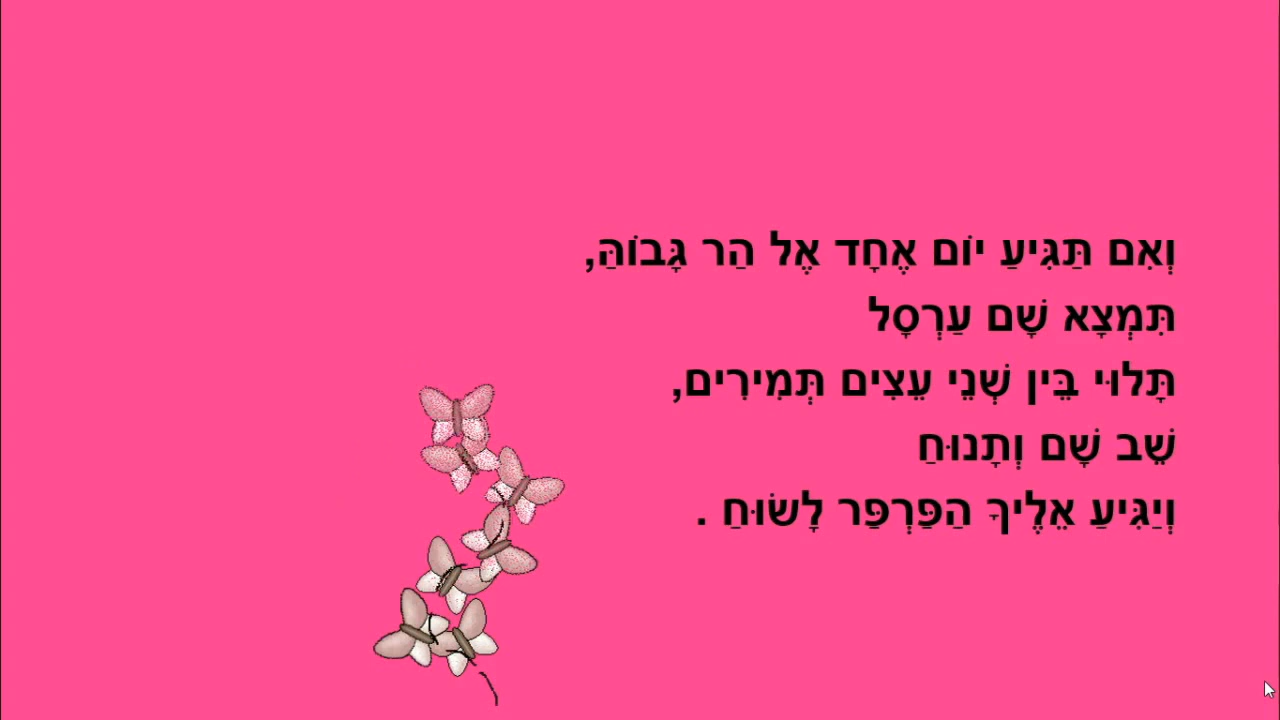 וְאִם תַּגִּיעַ יוֹם אֶחָד אֶל הַר גָּבוֹהַּ,
תִּמְצָא שָׁם עַרְסָל
תָּלוּי בֵּין שְׁנֵי עֵצִים תְּמִירִים,
שֵׁב שָׁם וְתָנוּחַ
וְיַגִּיעַ אֵלֶיךָ הַפַּרְפַּר לָשׂוּחַ .